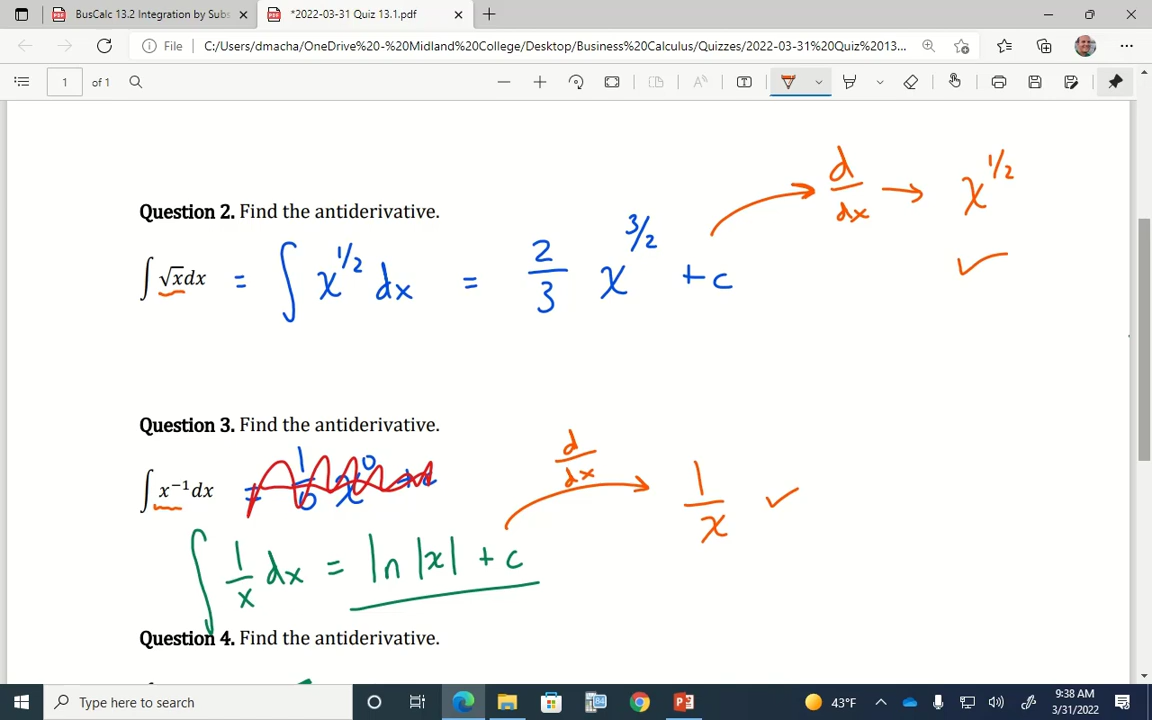 BusCalc 13.2 Integration by Subs
*2022-03-31 Quiz 13.1.pdf
File
C:/Users/dmacha/OneDrive%20-%20Midland%20College/Desktop/Business%20Calculus/Quizzes/2022-03-31%20Quiz%2013...
1 of 1
d/dx → x^1/2
✓
Question 2. Find the antiderivative.
∫ √x dx = ∫ x^1/2 dx = 2/3 x^3/2 + c
Question 3. Find the antiderivative.
∫ x⁻¹dx = 1/0 x^0 + c
d/dx
1/x ✓
∫ 1/x dx = ln |x| + c
Question 4. Find the antiderivative.
Type here to search
43°F
9:38 AM
3/31/2022